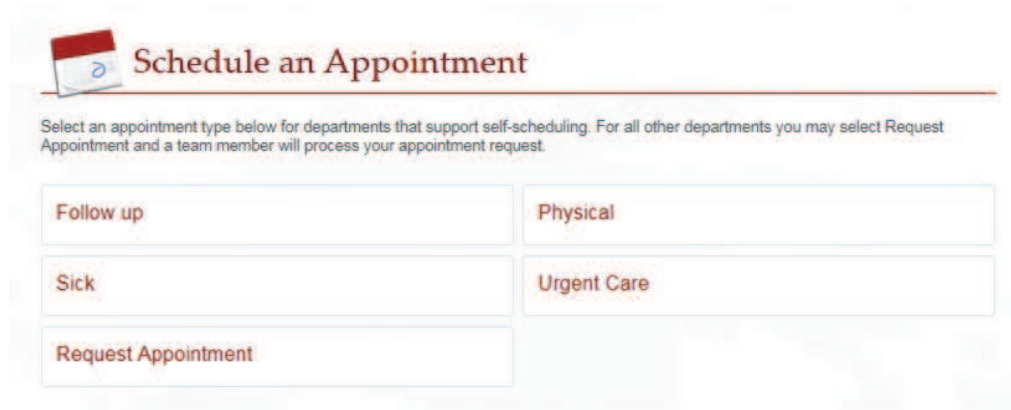 Schedule an Appointment
Select an appointment type below for departments that support self-scheduling. For all other departments you may select Request
Appointment and a team member will process your appointment request.
Follow up
Physical
Sick
Urgent Care
Request Appointment